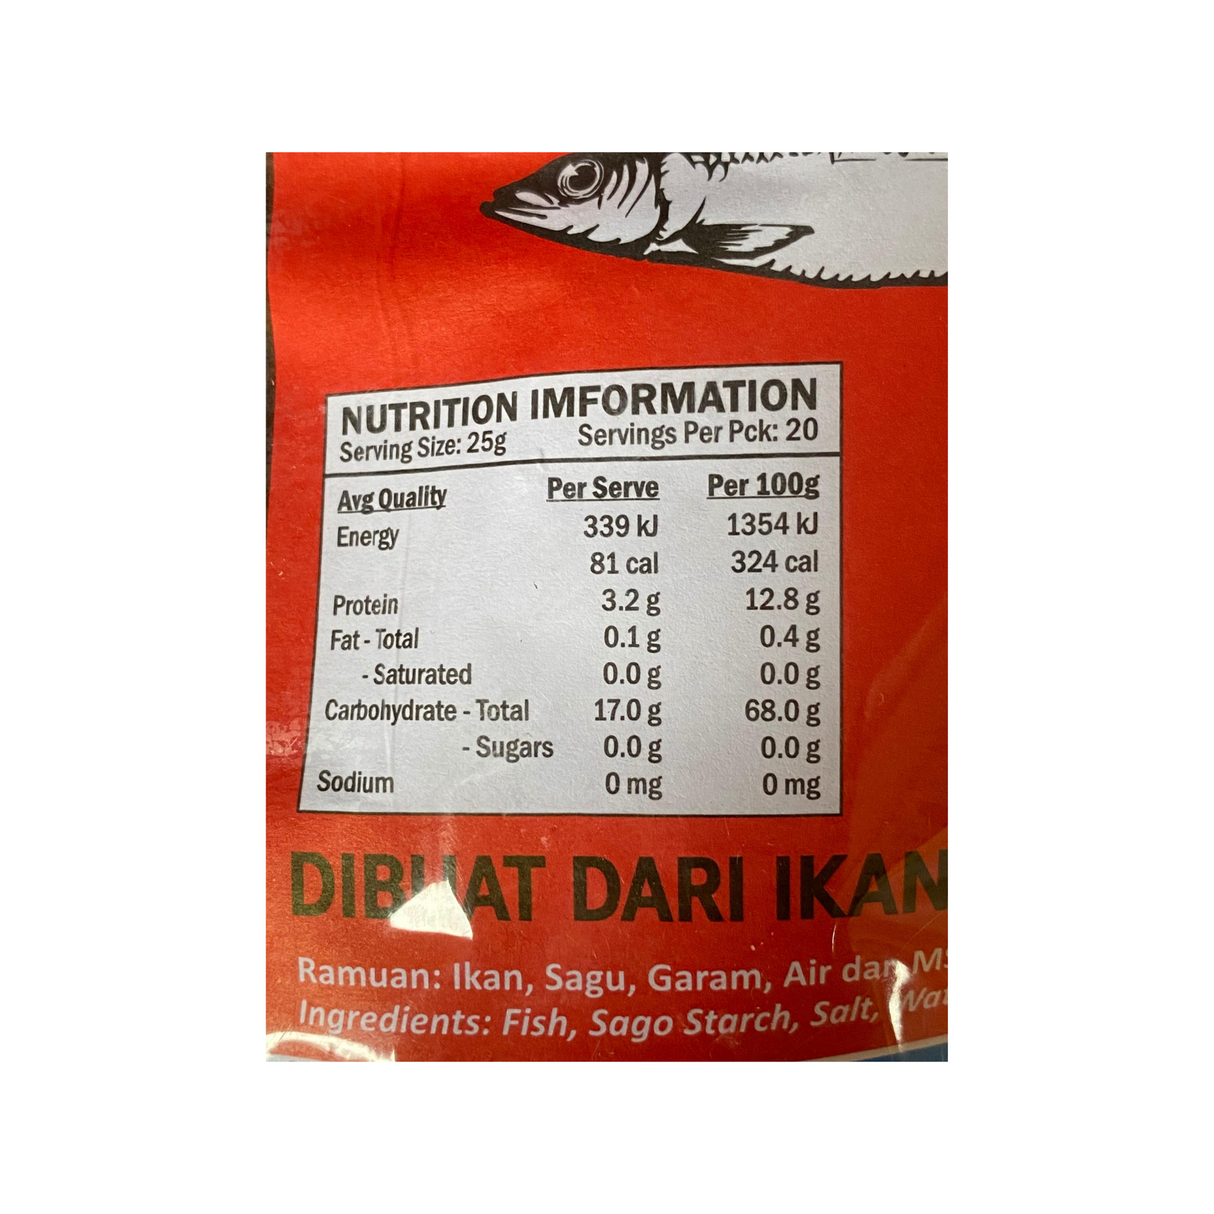 NUTRITION IMFORMATION
Serving Size: 25g Servings Per Pck: 20
Avg Quality Per Serve Per 100g
Energy 339 kJ 1354 kJ
81 cal 324 cal
Protein 3.2 g 12.8 g
Fat - Total 0.1 g 0.4 g
- Saturated 0.0 g 0.0 g
Carbohydrate - Total 17.0 g 68.0 g
- Sugars 0.0 g 0.0 g
Sodium 0 mg 0 mg
DIBUAT DARI IKAN
Ramuan: Ikan, Sagu, Garam, Air dan
Ingredients: Fish, Sago Starch, Salt,